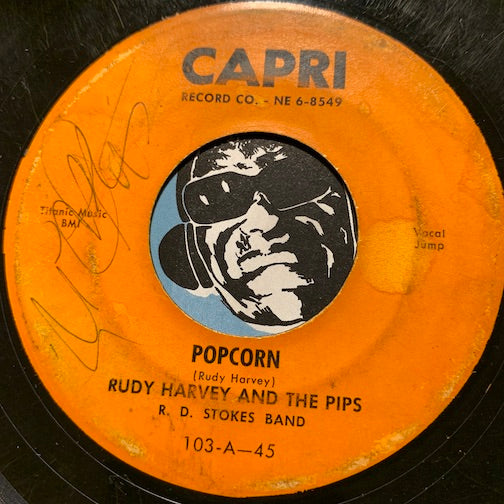 CAPRI
RECORD CO. - NE 6-8549
Titanic Music
BMI
Vocal
Jump
POPCORN
(Rudy Harvey)
RUDY HARVEY AND THE PIPS
R. D. STOKES BAND
103-A—45